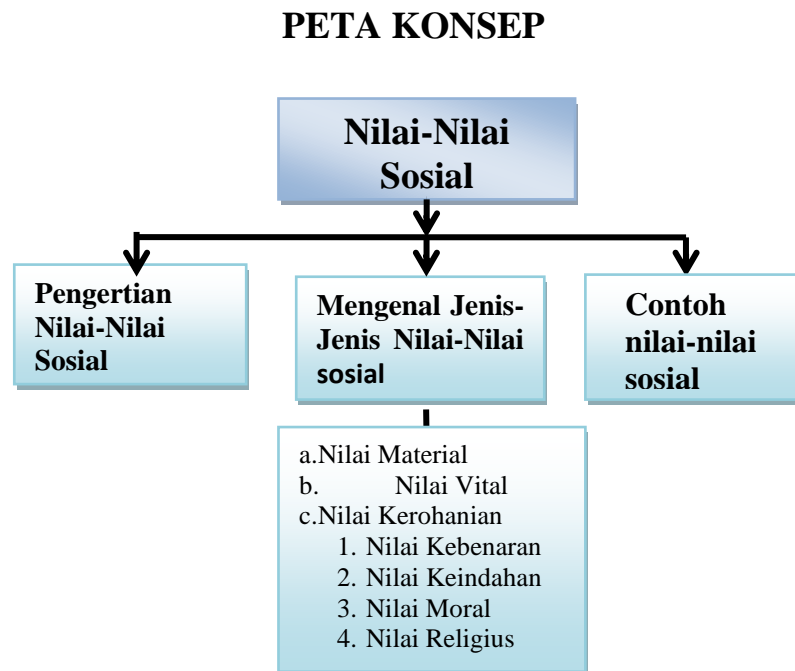 PETA KONSEP
Nilai-Nilai
Sosial
Pengertian
Nilai-Nilai
Sosial
Mengenal Jenis-
Jenis Nilai-Nilai
sosial
Contoh
nilai-nilai
sosial
a.Nilai Material
b. Nilai Vital
c.Nilai Kerohanian
1. Nilai Kebenaran
2. Nilai Keindahan
3. Nilai Moral
4. Nilai Religius